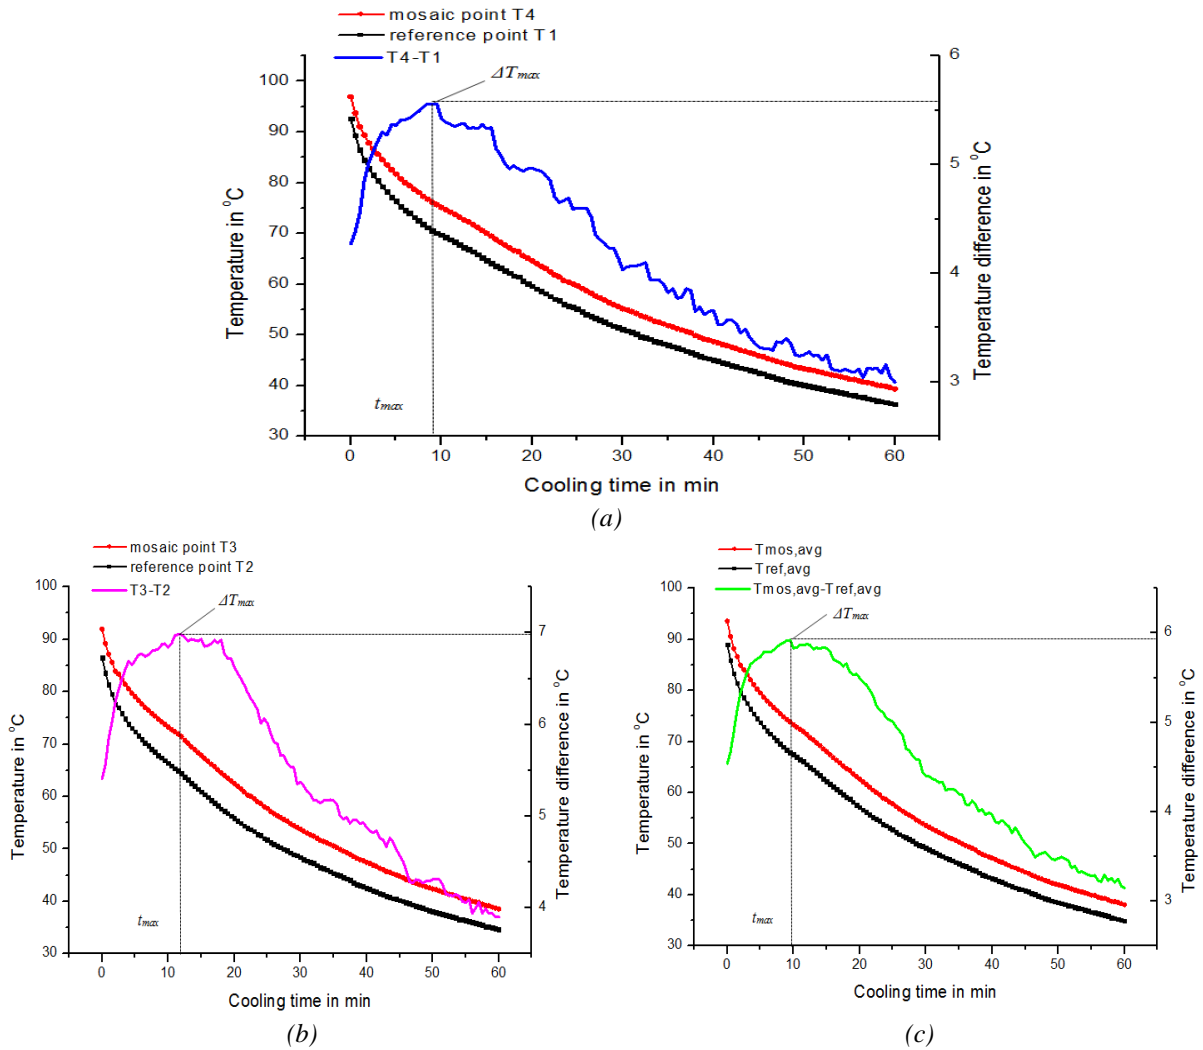 mosaic point T4
reference point T1
T4-T1
ΔTmax
100
90
80
70
60
50
40
30
Temperature in °C
6
5
4
3
Temperature difference in °C
tmax
0 10 20 30 40 50 60
Cooling time in min
(a)
mosaic point T3
reference point T2
T3-T2
ΔTmax
100
90
80
70
60
50
40
30
Temperature in °C
7
6
5
4
Temperature difference in °C
tmax
0 10 20 30 40 50 60
Cooling time in min
(b)
Tmos,avg
Tref,avg
Tmos,avg-Tref,avg
ΔTmax
100
90
80
70
60
50
40
30
Temperature in °C
6
5
4
3
Temperature difference in °C
tmax
0 10 20 30 40 50 60
Cooling time in min
(c)